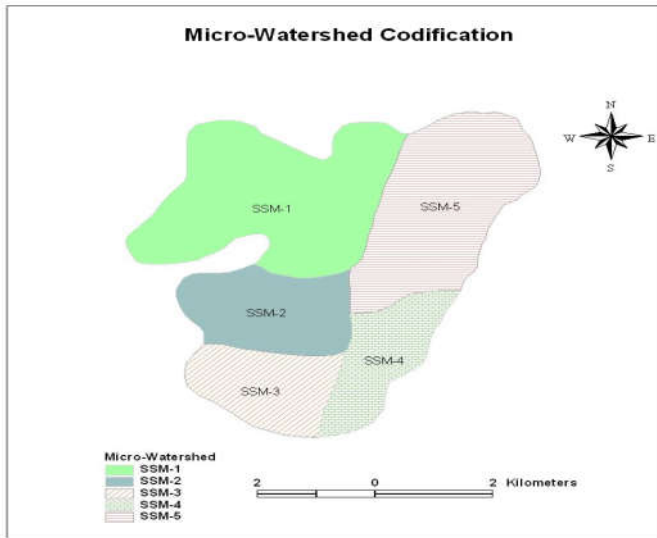 Micro-Watershed Codification
N
W E
S
SSM-1
SSM-5
SSM-2
SSM-4
SSM-3
Micro-Watershed
SSM-1
SSM-2
SSM-3
SSM-4
SSM-5
2 0 2 Kilometers